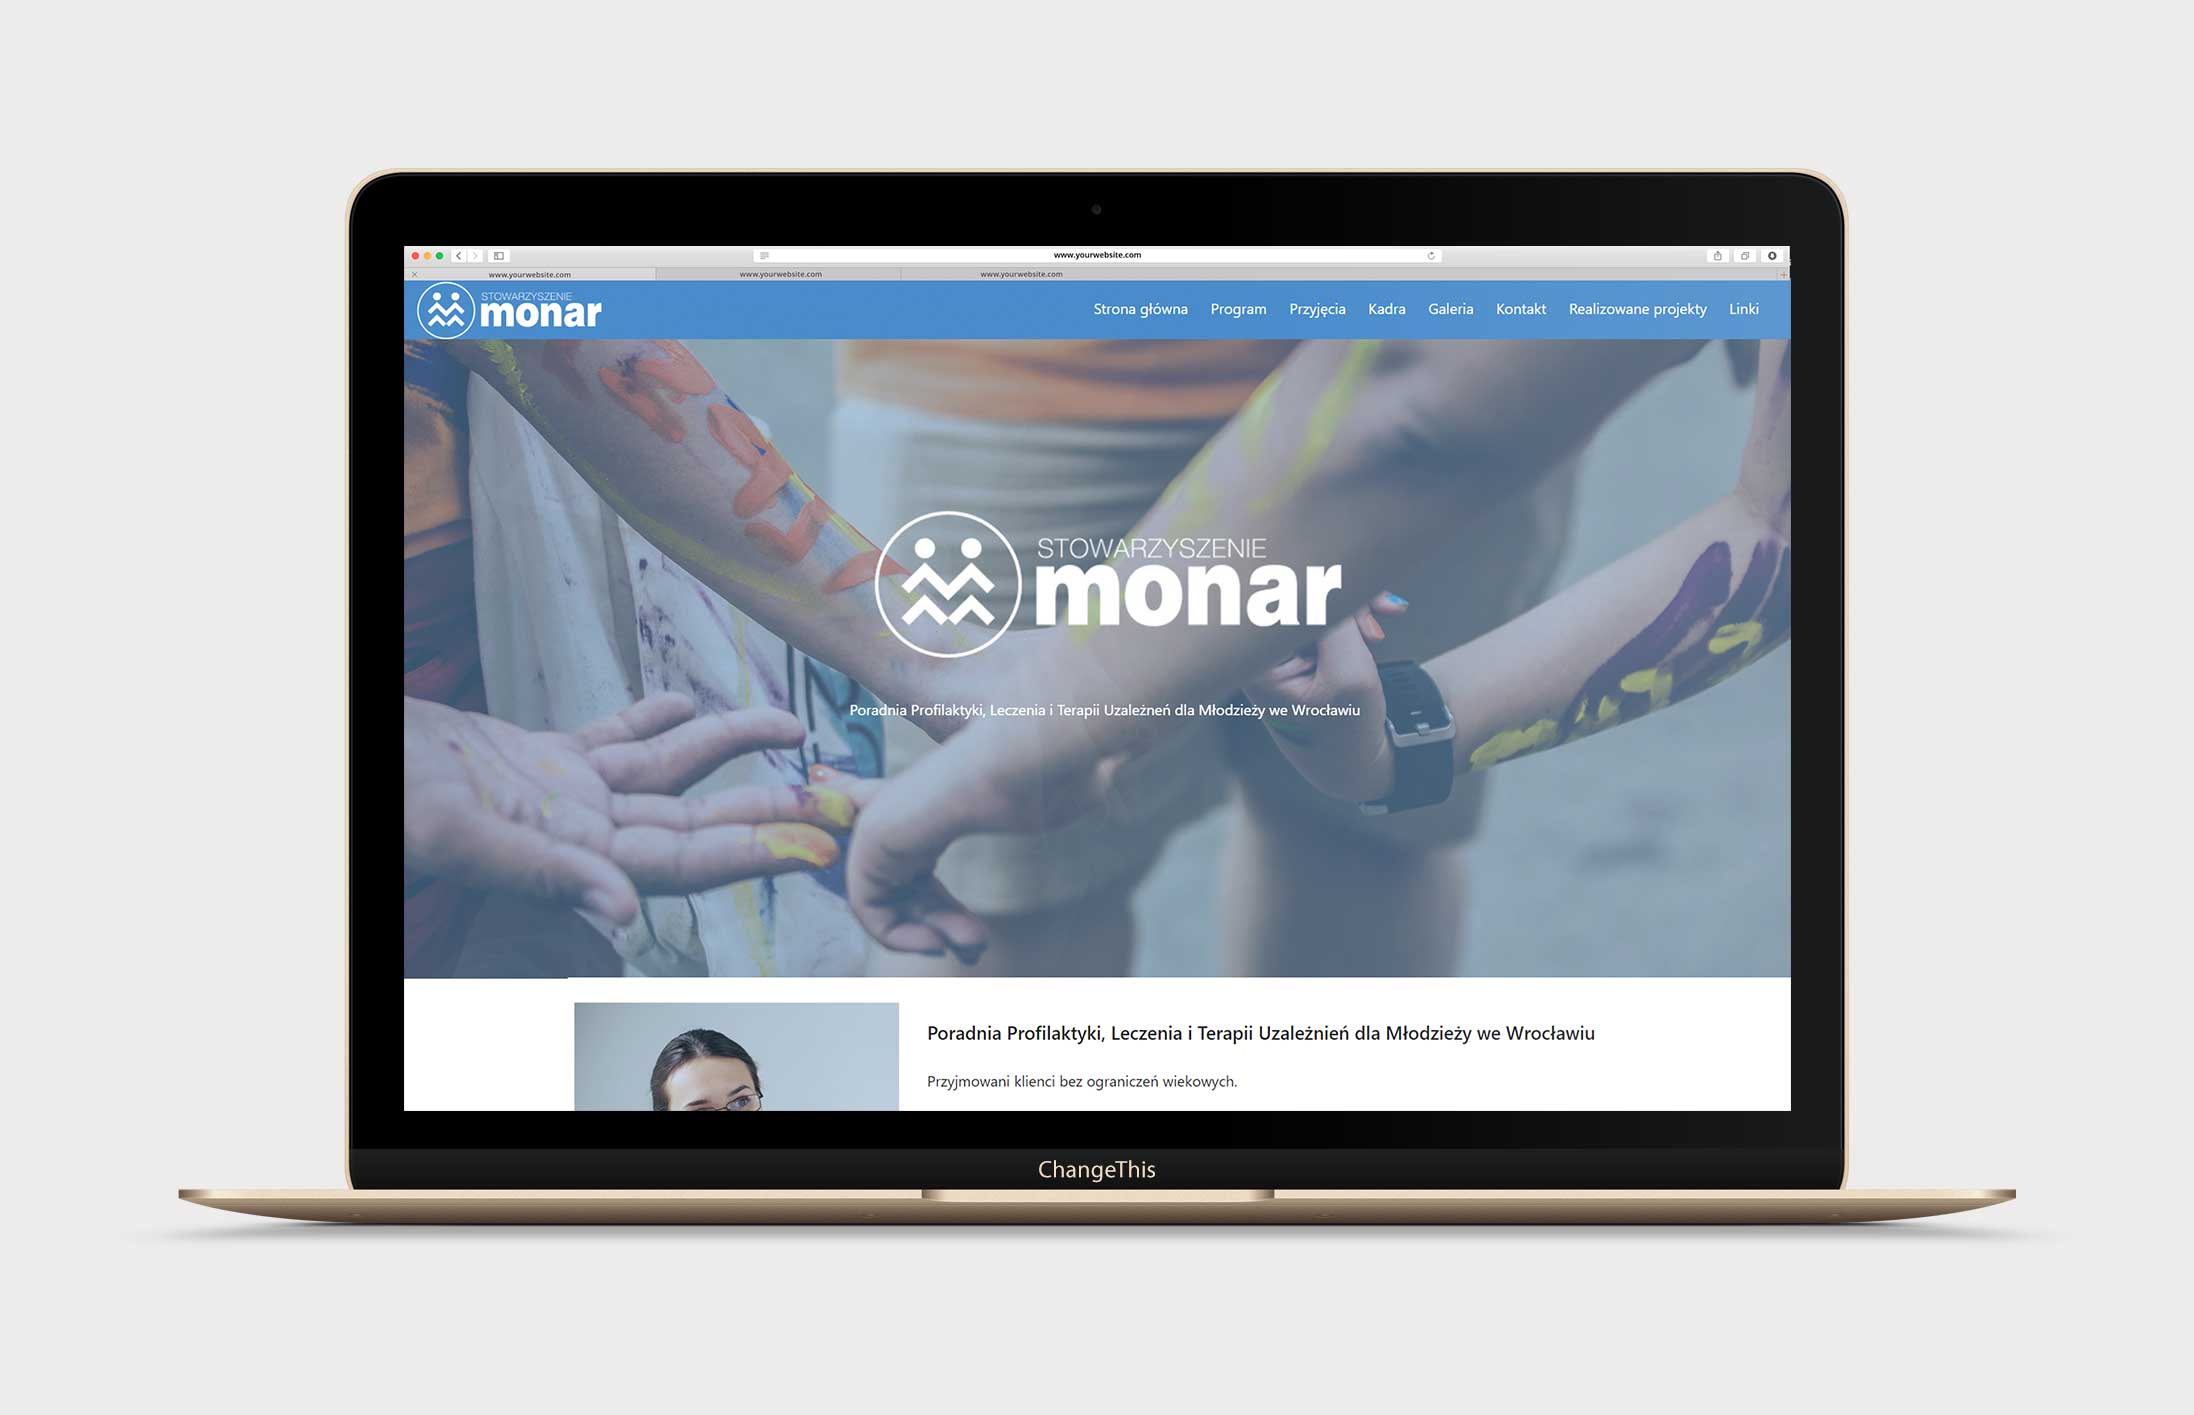 www.yourwebsite.com
www.yourwebsite.com www.yourwebsite.com www.yourwebsite.com
STOWARZYSZENIE
monar
Strona główna Program Przyjęcia Kadra Galeria Kontakt Realizowane projekty Linki
STOWARZYSZENIE
monar
Poradnia Profilaktyki, Leczenia i Terapii Uzależneń dla Młodzieży we Wrocławiu
Poradnia Profilaktyki, Leczenia i Terapii Uzależnień dla Młodzieży we Wrocławiu
Przyjmowani klienci bez ograniczeń wiekowych.
ChangeThis